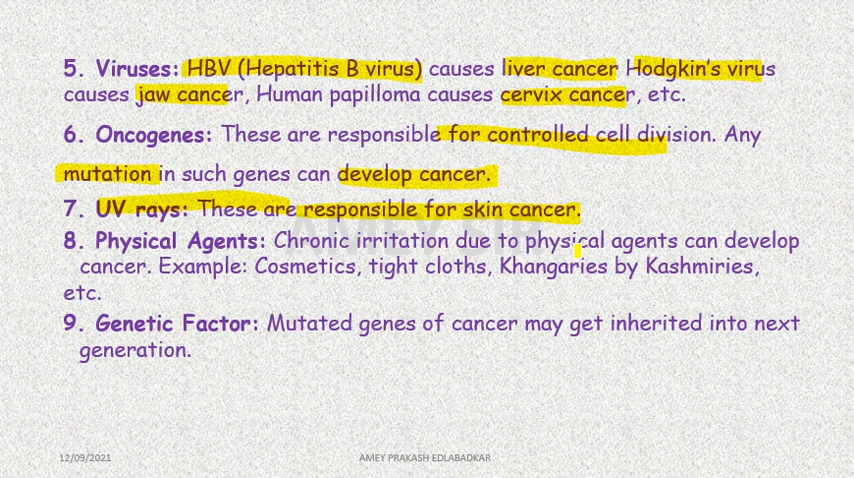 5. Viruses: HBV (Hepatitis B virus) causes liver cancer Hodgkin's virus
causes jaw cancer, Human papilloma causes cervix cancer, etc.
6. Oncogenes: These are responsible for controlled cell division. Any
mutation in such genes can develop cancer.
7. UV rays: These are responsible for skin cancer.
8. Physical Agents: Chronic irritation due to physical agents can develop
cancer. Example: Cosmetics, tight cloths, Khangaries by Kashmiries,
etc.
9. Genetic Factor: Mutated genes of cancer may get inherited into next
generation.
12/09/2021 AMEY PRAKASH EDLABADKAR